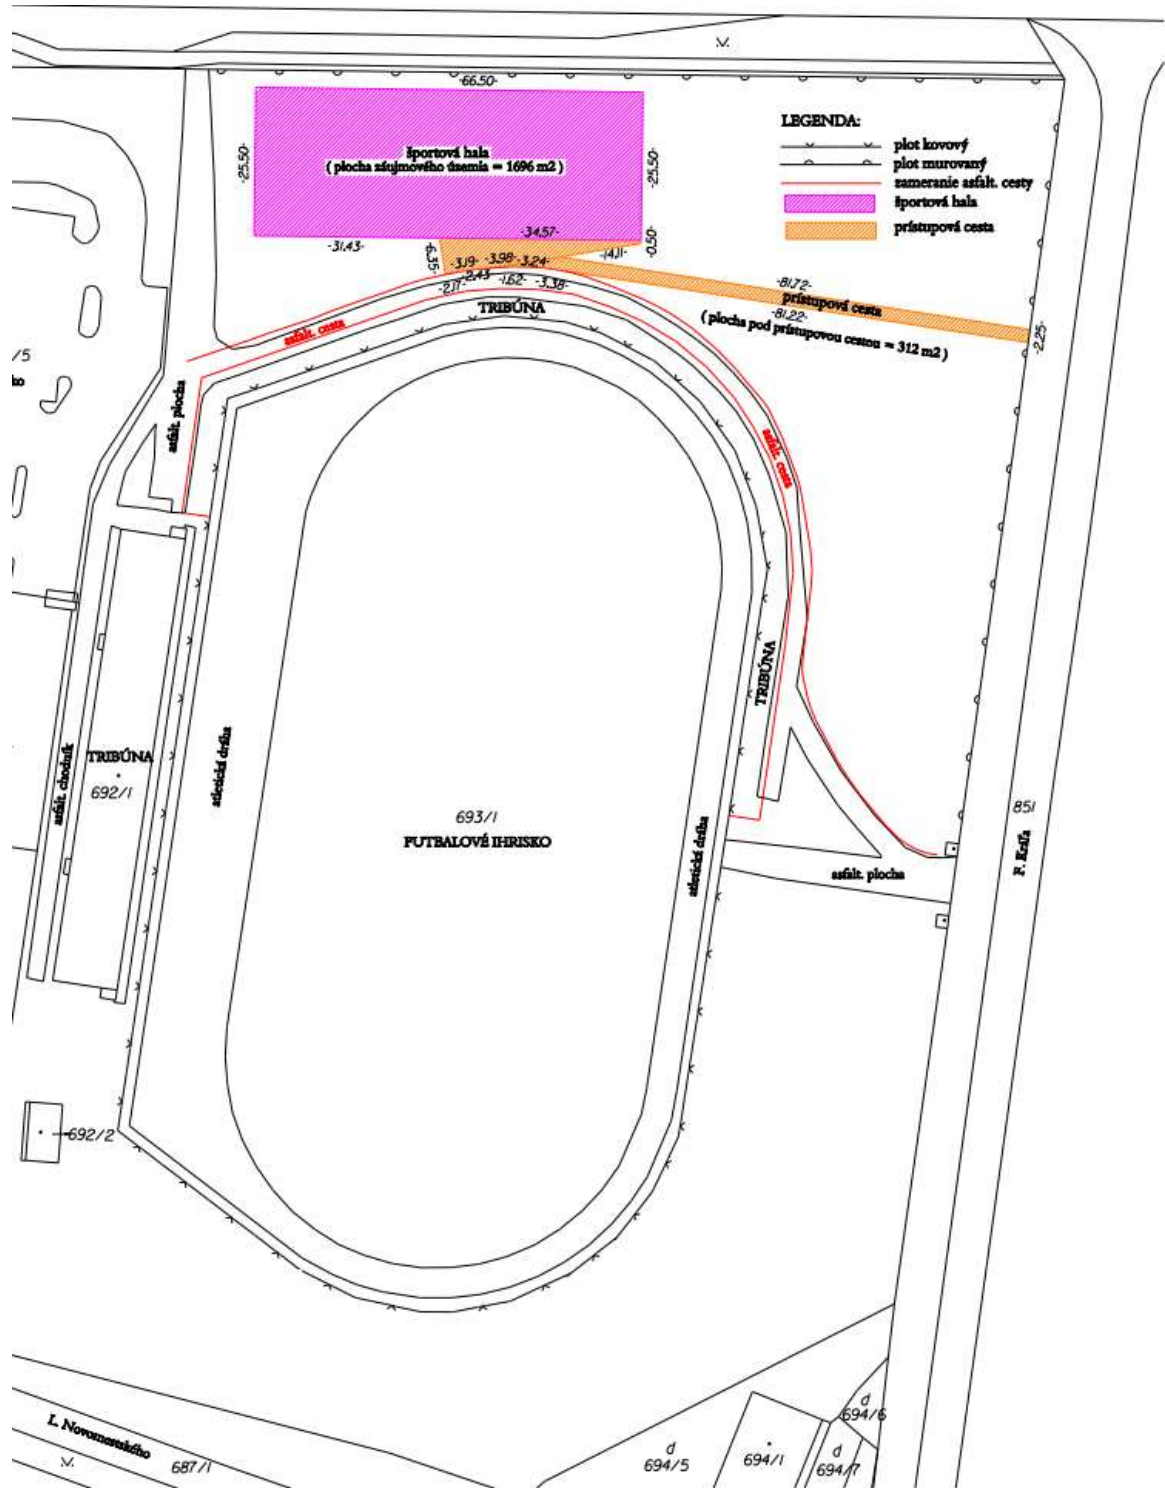 -66.50-
-25.50-
športová hala
( plocha záujmového územia = 1696 m2 )
-25.50-
LEGENDA:
plot kovový
plot murovaný
zameranie asfalt. cesty
športová hala
prístupová cesta
-31.43-
-34.57-
-0.50-
-6.35-
-3.19-
-3.98-
-3.24-
-14.11-
-2.17-
-2.43-
-1.62-
-3.38-
-81.72-
prístupová cesta
-81.22-
( plocha pod prístupovou cestou = 312 m2 )
-2.25-
TRIBÚNA
asfalt. cesta
/5
asfalt. plocha
asfalt. cesta
TRIBÚNA
atletická dráha
asfalt. chodník
TRIBÚNA
692/1
693/1
FUTBALOVÉ IHRISKO
atletická dráha
asfalt. plocha
851
F. Kráľa
692/2
L. Novomestského
687/1
d
694/6
d
694/5
694/1
d
694/7